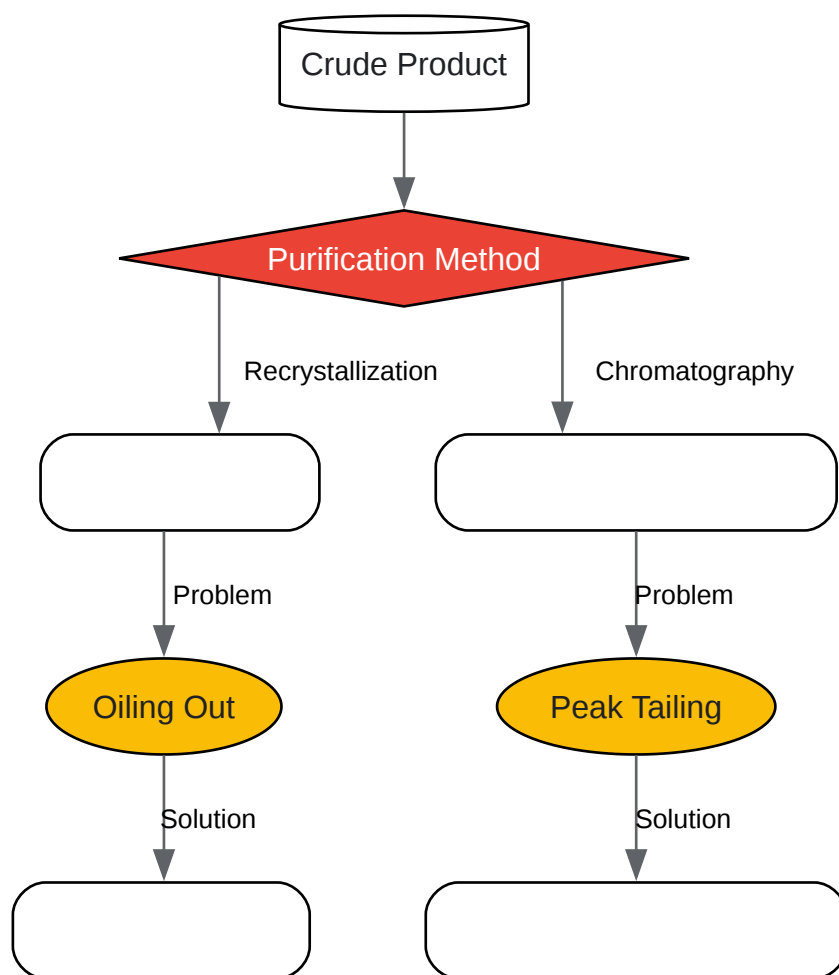 Crude Product
Purification Method
Recrystallization
Chromatography
Problem
Problem
Oiling Out
Peak Tailing
Solution
Solution